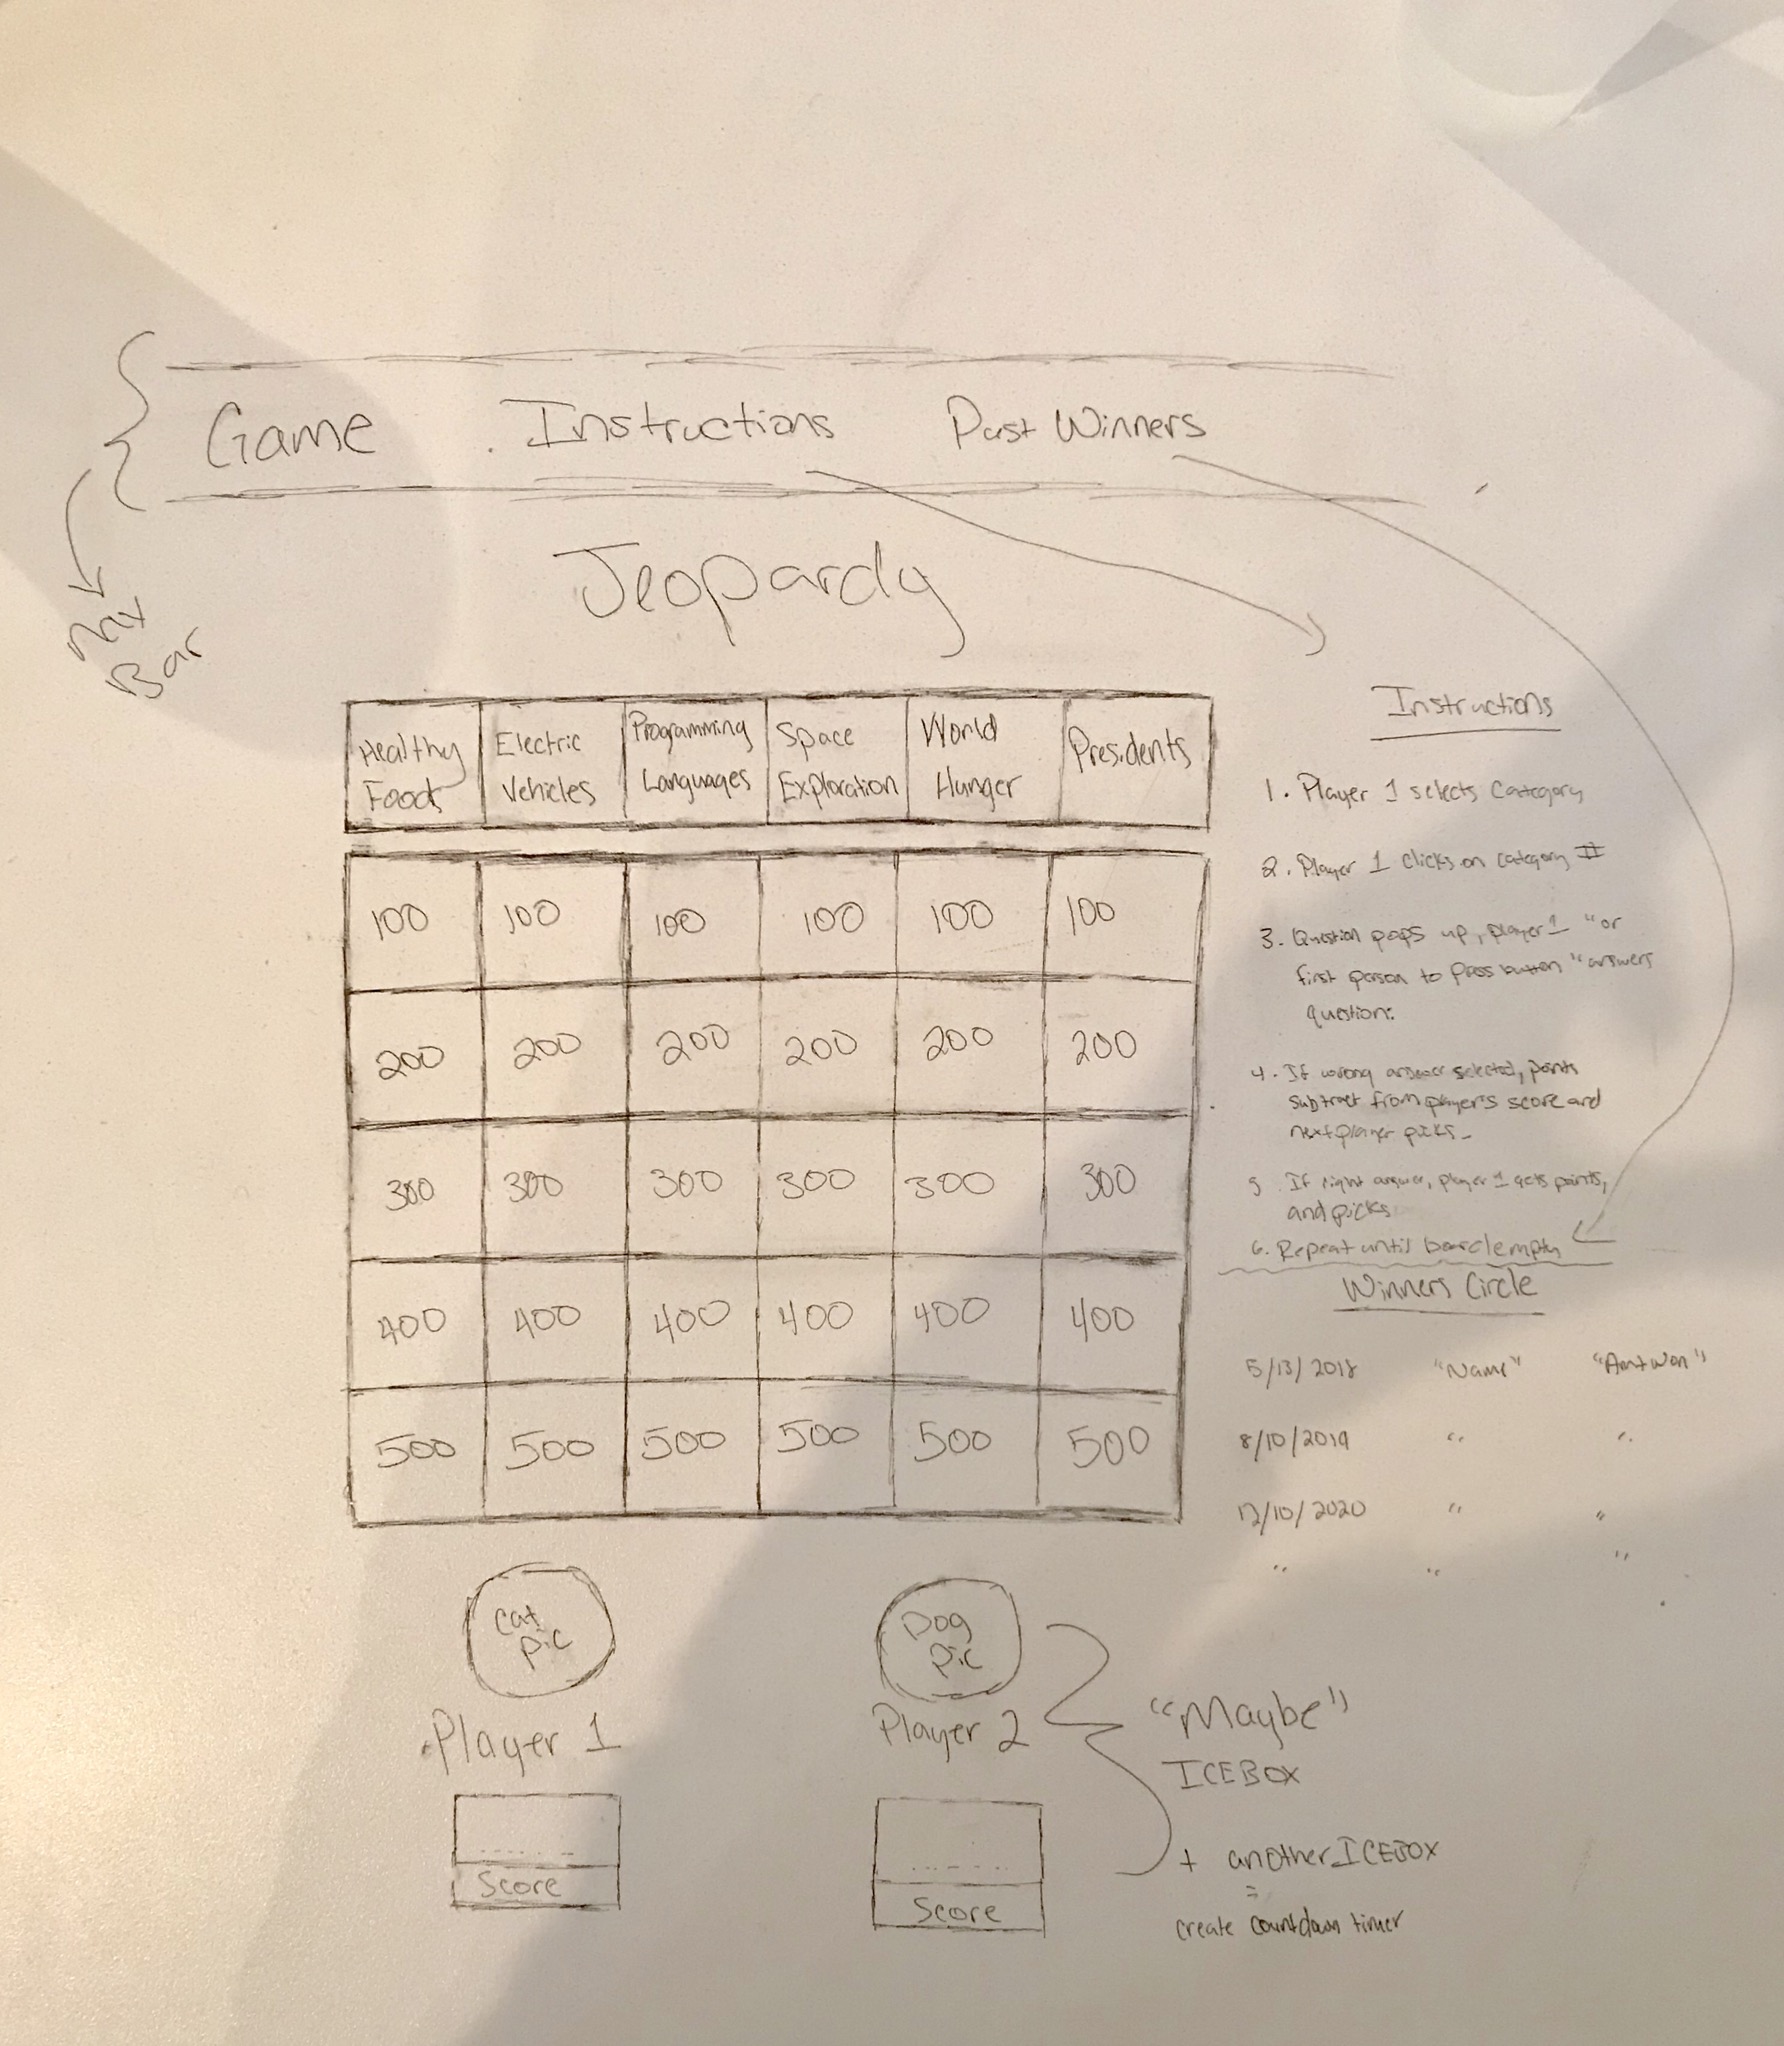 Game Instructions Past Winners
Bar
Jeopardy
Healthy Electric Programming Space World Presidents
Foods Vehicles Languages Exploration Hunger
100 100 100 100 100 100
200 200 200 200 200 200
300 300 300 300 300 300
400 400 400 400 400 400
500 500 500 500 500 500
Cat
Pic
Player 1
Score
Dog
Pic
Player 2
Score
"Maybe"
ICEBOX
+ another ICEBOX
=
create countdown timer
Instructions
1. Player 1 selects Category
2. Player 1 clicks on category #
3. Question pops up, player 1 "or
first person to press button" answers
question.
4. If wrong answer selected, points
subtract from players score and
next player picks.
5. If right answer, player 1 gets points,
and picks
6. Repeat until board empty
Winners Circle
5/13/2018 "Name" "Amt Won"
8/10/2019 " "
12/10/2020 " "
" " "